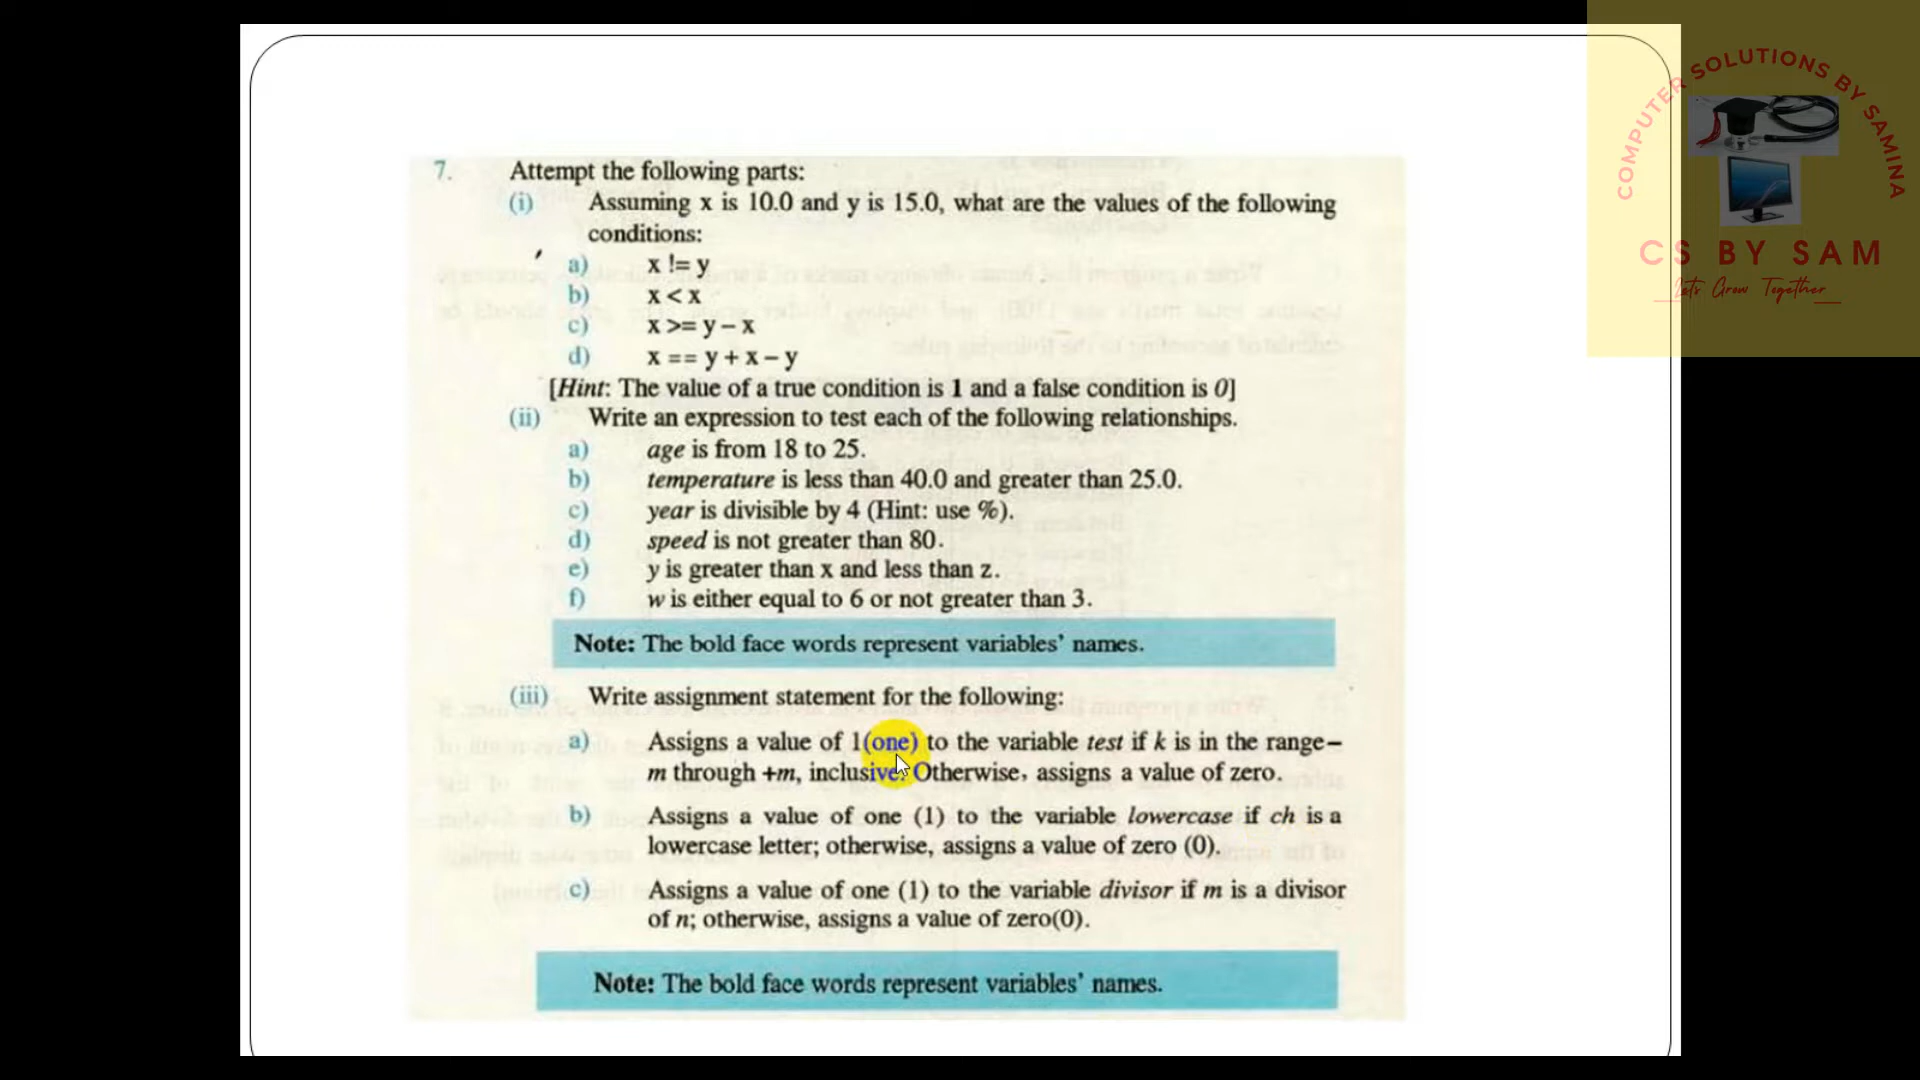 7. Attempt the following parts:
(i) Assuming x is 10.0 and y is 15.0, what are the values of the following
conditions:
a) x != y
b) x < x
c) x >= y – x
d) x == y + x – y
[Hint: The value of a true condition is 1 and a false condition is 0]
(ii) Write an expression to test each of the following relationships.
a) age is from 18 to 25.
b) temperature is less than 40.0 and greater than 25.0.
c) year is divisible by 4 (Hint: use %).
d) speed is not greater than 80.
e) y is greater than x and less than z.
f) w is either equal to 6 or not greater than 3.
Note: The bold face words represent variables’ names.
(iii) Write assignment statement for the following:
a) Assigns a value of 1(one) to the variable test if k is in the range–
m through +m, inclusive. Otherwise, assigns a value of zero.
b) Assigns a value of one (1) to the variable lowercase if ch is a
lowercase letter; otherwise, assigns a value of zero (0).
c) Assigns a value of one (1) to the variable divisor if m is a divisor
of n; otherwise, assigns a value of zero(0).
Note: The bold face words represent variables’ names.
COMPUTER SOLUTIONS BY SAMINA
CS BY SAM
Let's Grow Together